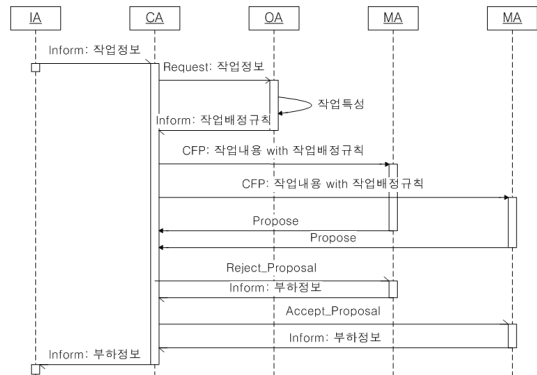 IA CA OA MA MA
Inform: 작업정보
Request: 작업정보
작업특성
Inform: 작업배정규칙
CFP: 작업내용 with 작업배정규칙
CFP: 작업내용 with 작업배정규칙
Propose
Propose
Reject_Proposal
Inform: 부하정보
Accept_Proposal
Inform: 부하정보
Inform: 부하정보